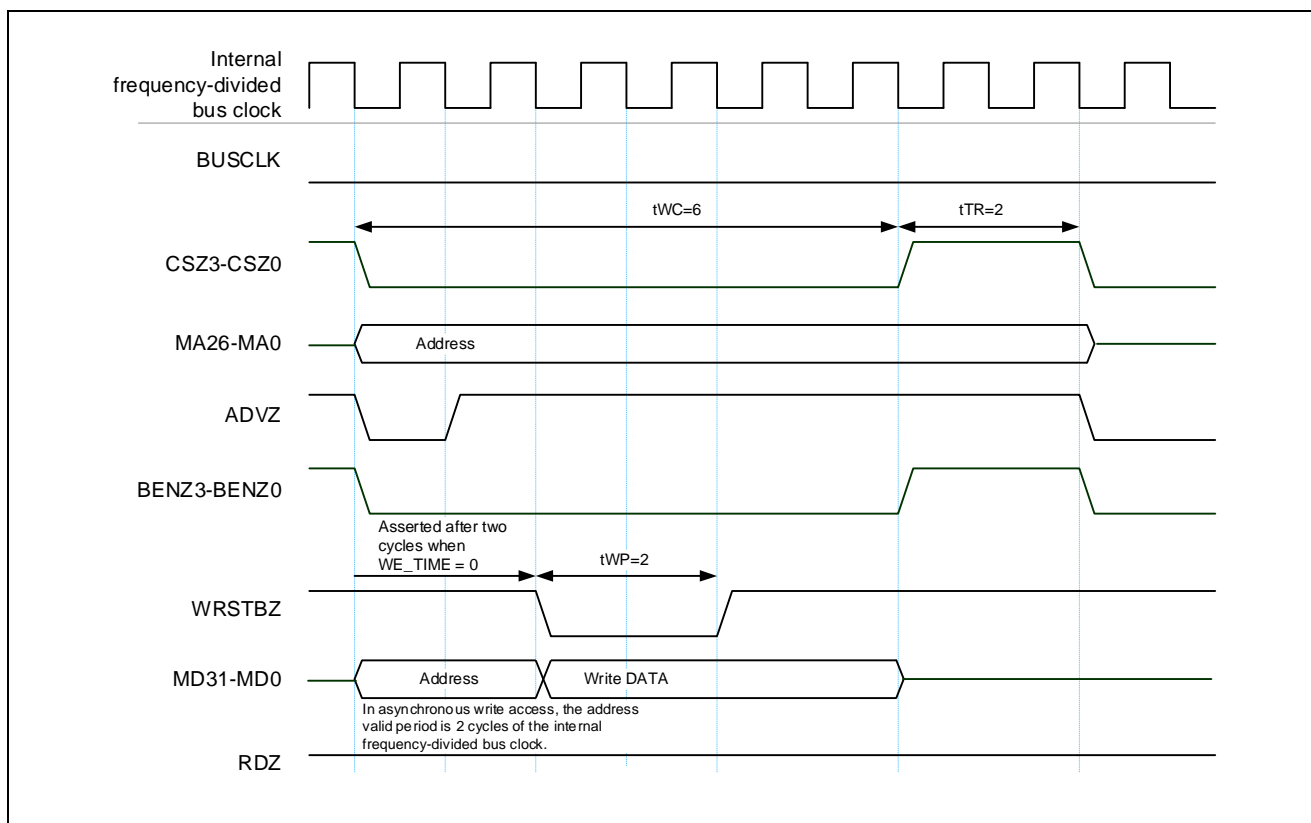 Internal
frequency-divided
bus clock
BUSCLK
tWC=6
tTR=2
CSZ3-CSZ0
MA26-MA0
Address
ADVZ
BENZ3-BENZ0
Asserted after two
cycles when
WE_TIME = 0
tWP=2
WRSTBZ
MD31-MD0
Address
Write DATA
In asynchronous write access, the address
valid period is 2 cycles of the internal
frequency-divided bus clock.
RDZ